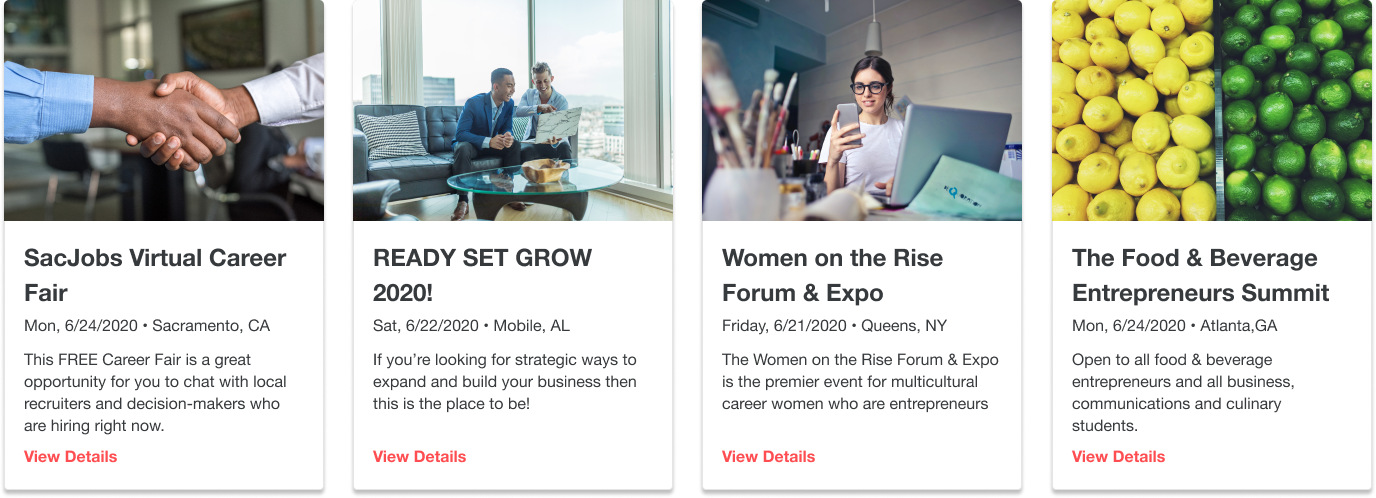 SacJobs Virtual Career
Fair
Mon, 6/24/2020 • Sacramento, CA
This FREE Career Fair is a great
opportunity for you to chat with local
recruiters and decision-makers who
are hiring right now.
View Details
READY SET GROW
2020!
Sat, 6/22/2020 • Mobile, AL
If you’re looking for strategic ways to
expand and build your business then
this is the place to be!
View Details
Women on the Rise
Forum & Expo
Friday, 6/21/2020 • Queens, NY
The Women on the Rise Forum & Expo
is the premier event for multicultural
career women who are entrepreneurs
View Details
The Food & Beverage
Entrepreneurs Summit
Mon, 6/24/2020 • Atlanta,GA
Open to all food & beverage
entrepreneurs and all business,
communications and culinary
students.
View Details